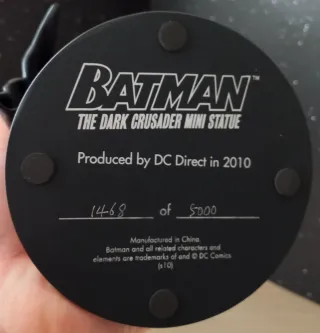 BATMAN™
THE DARK CRUSADER MINI STATUE
Produced by DC Direct in 2010
1468 of 5000
Manufactured in China.
Batman and all related characters and
elements are trademarks of and © DC Comics
(s10)